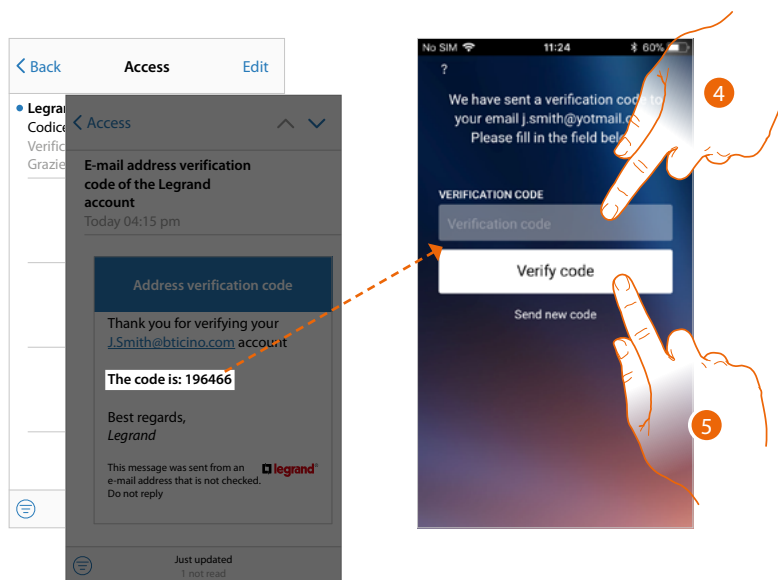 Back
Access
Edit
Codice
Grazie
Access
E-mail address verification
code of the Legrand
account
Today 04:15 pm
Address verification code
Thank you for verifying your
J.Smith@bticino.com account
The code is: 196466
Best regards,
Legrand
This message was sent from an
e-mail address that is not checked.
Do not reply
legrand®
Just updated
1 not read
No SIM
11:24
60%
?
We have sent a verification code to
your email j.smith@yotmail.
Please fill in the field
VERIFICATION CODE
Verification code
Verify code
Send new code
4
5